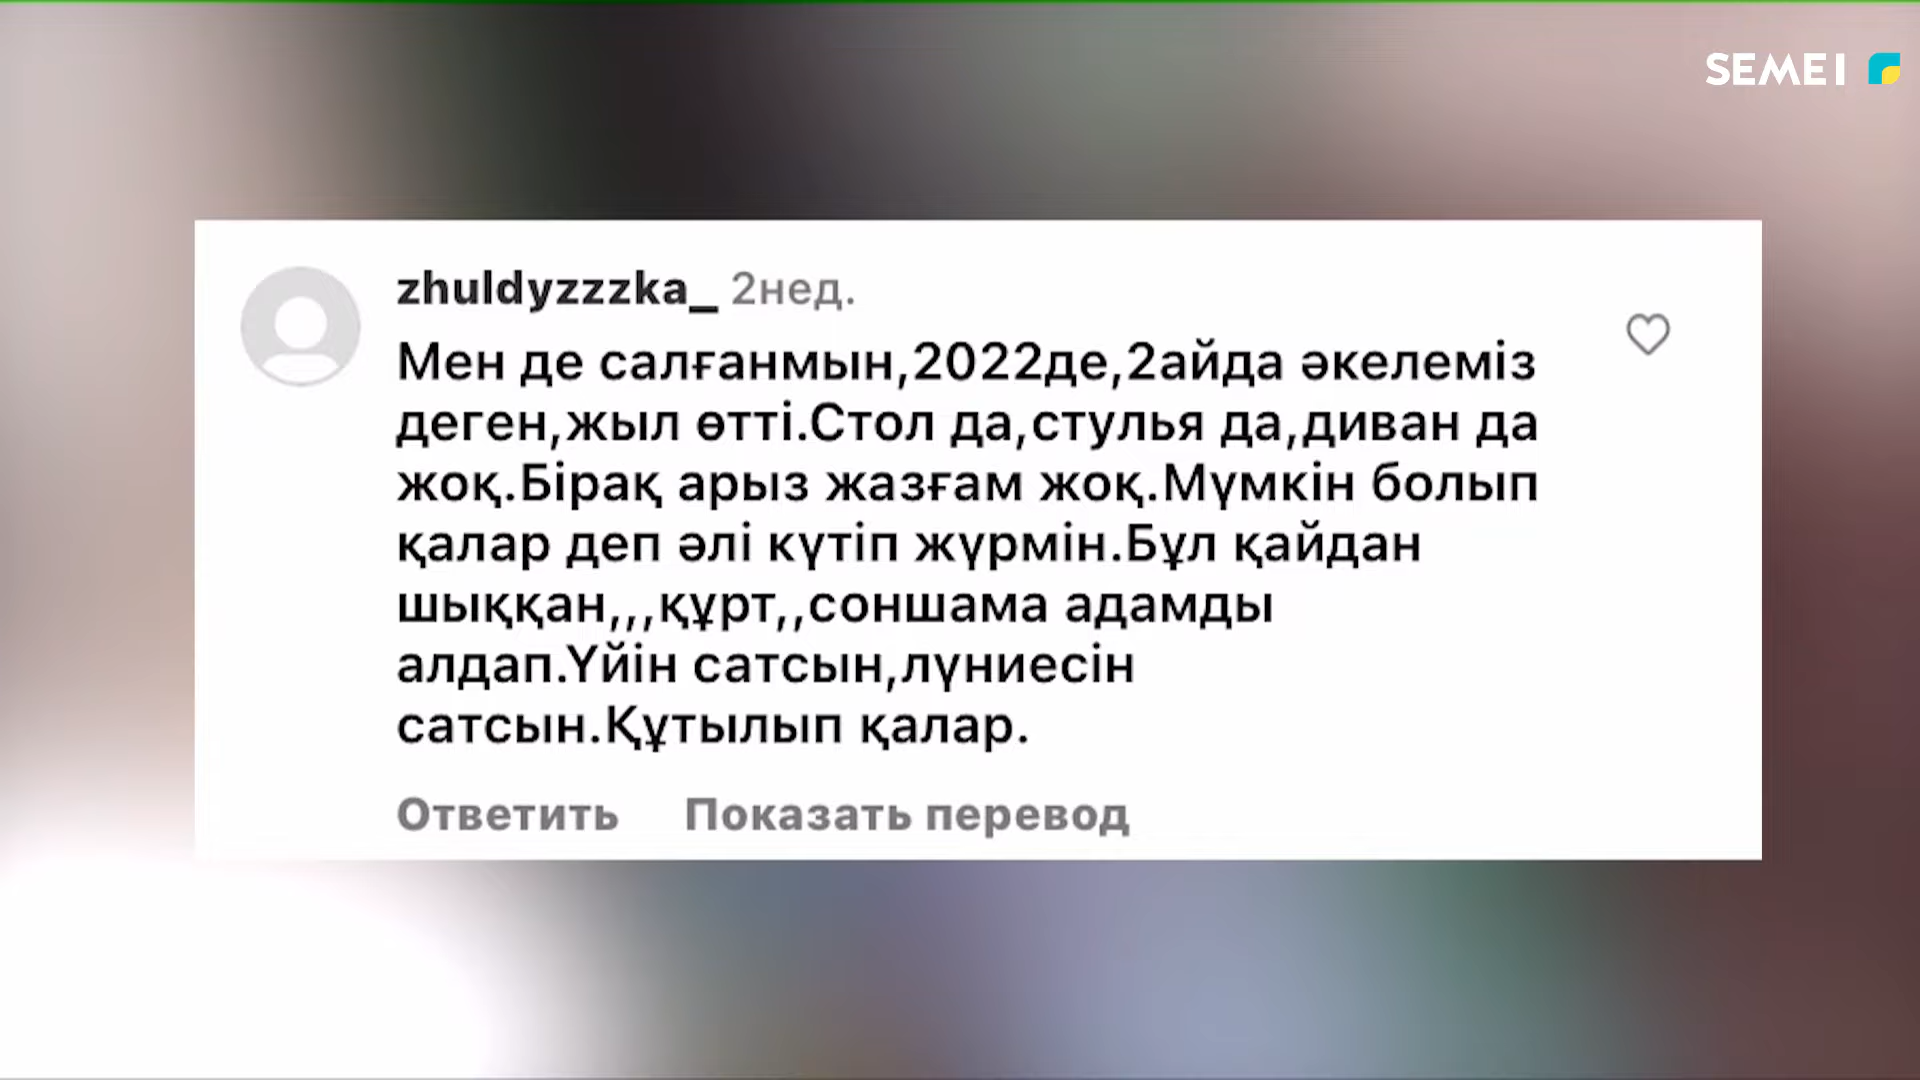 SEMEI
zhuldyzzzka_ 2нед.
Мен де салғанмын,2022де,2айда әкелеміз
деген,жыл өтті.Стол да,стулья да,диван да
жоқ.Бірақ арыз жазғам жоқ.Мүмкін болып
қалар деп әлі күтіп жүрмін.Бұл қайдан
шыққан,,,құрт,,соншама адамды
алдап.Үйін сатсын,лүниесін
сатсын.Құтылып қалар.
Ответить Показать перевод